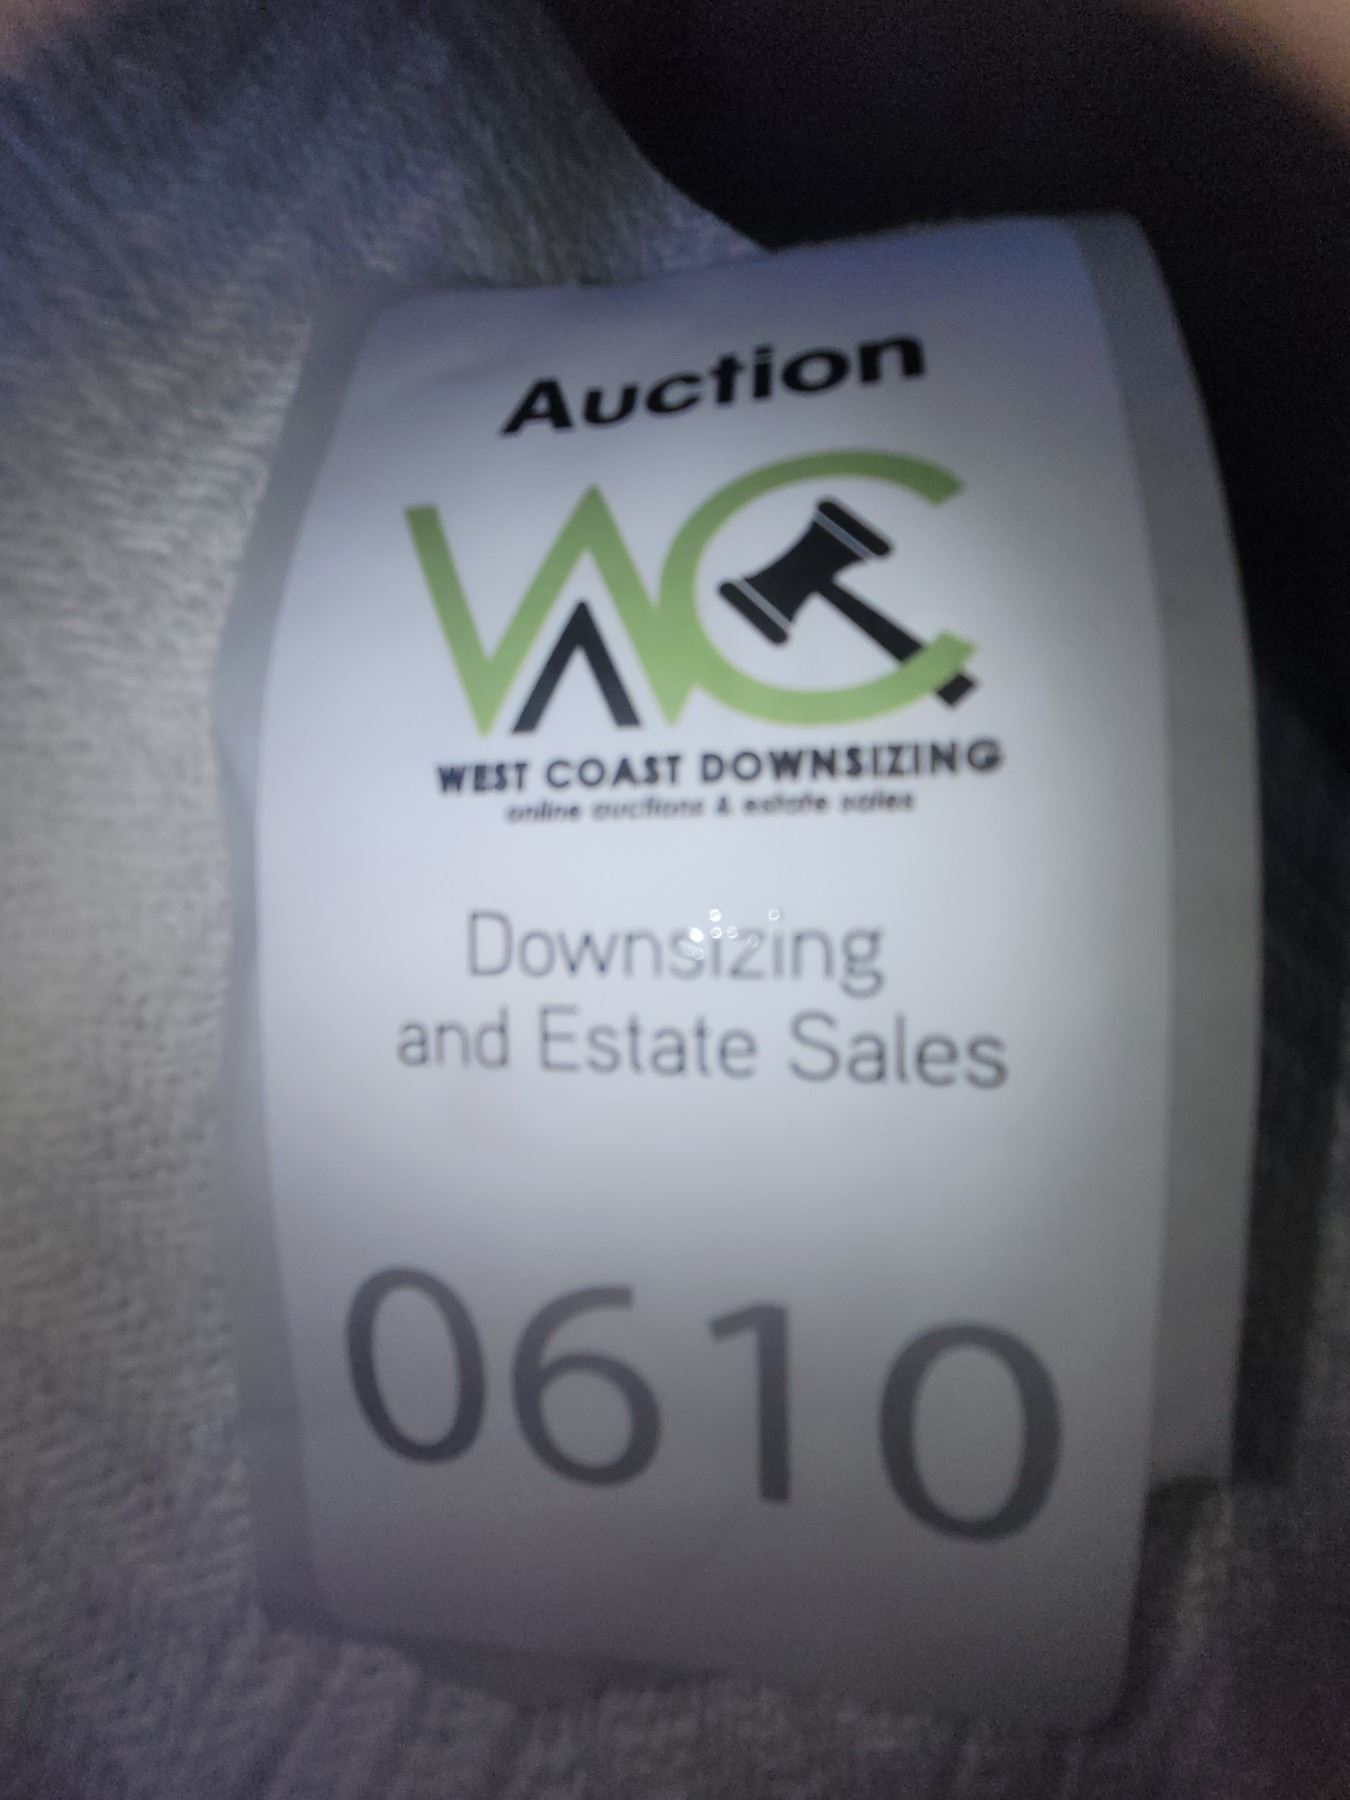 Auction
WC
WEST COAST DOWNSIZING
online auctions & estate sales
Downsizing
and Estate Sales
0610